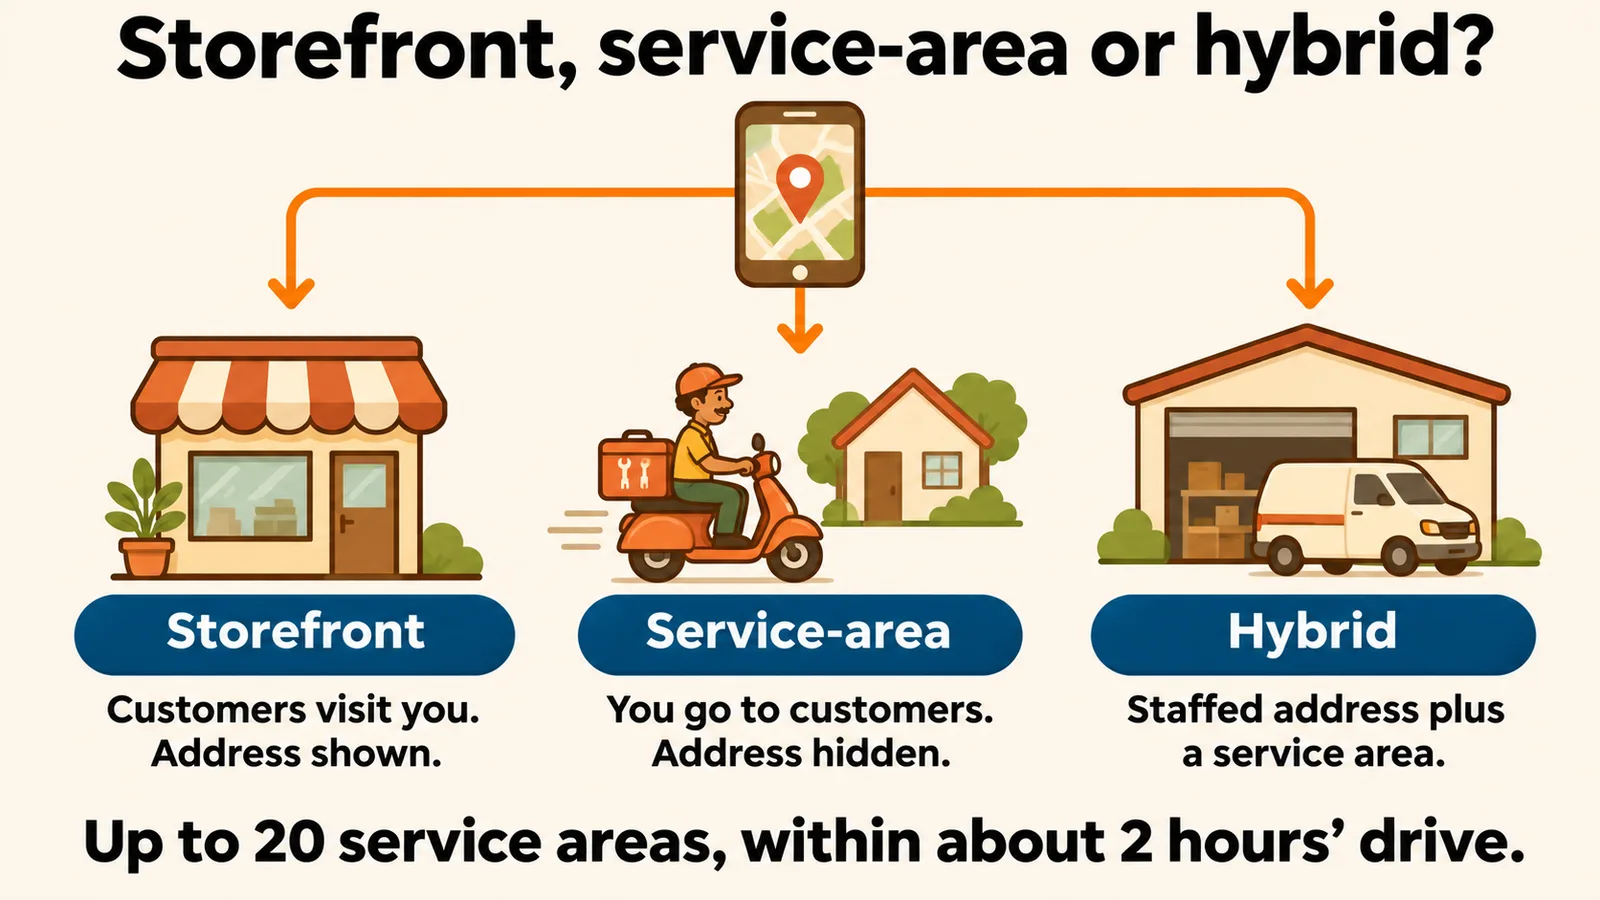 Storefront, service-area or hybrid?
Storefront
Customers visit you.
Address shown.
Service-area
You go to customers.
Address hidden.
Hybrid
Staffed address plus
a service area.
Up to 20 service areas, within about 2 hours’ drive.